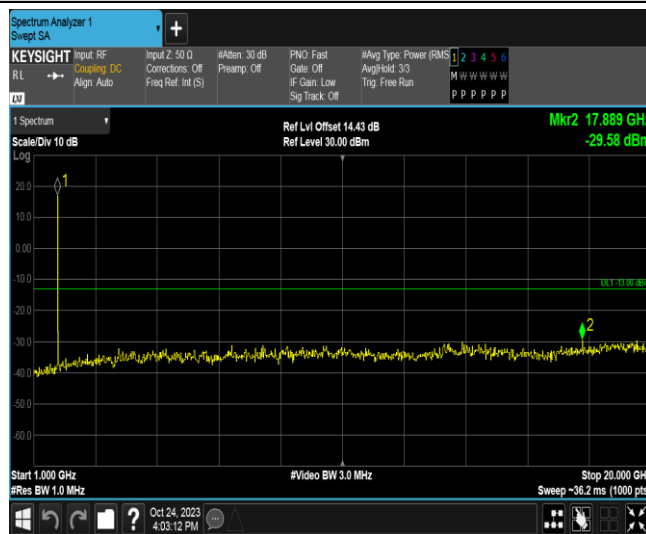 Spectrum Analyzer 1
Swept SA
+
KEYSIGHT Input: RF Input Z: 50 Ω #Atten: 30 dB PNO: Fast #Avg Type: Power (RMS 1 2 3 4 5 6
RL Coupling: DC Corrections: Off Preamp: Off Gate: Off Avg|Hold: 3/3 M W W W W W
Align: Auto Freq Ref: Int (S) IF Gain: Low Trig: Free Run
Sig Track: Off P P P P P P
LXI
1 Spectrum Ref Lvl Offset 14.43 dB Mkr2 17.889 GHz
Scale/Div 10 dB Ref Level 30.00 dBm -29.58 dBm
Log
1
20.0
10.0
0.00
-10.0
DL1 -13.00 dBm
-20.0
2
-30.0
-40.0
-50.0
-60.0
Start 1.000 GHz #Video BW 3.0 MHz Stop 20.000 GHz
#Res BW 1.0 MHz Sweep ~36.2 ms (1000 pts
?
Oct 24, 2023
4:03:12 PM